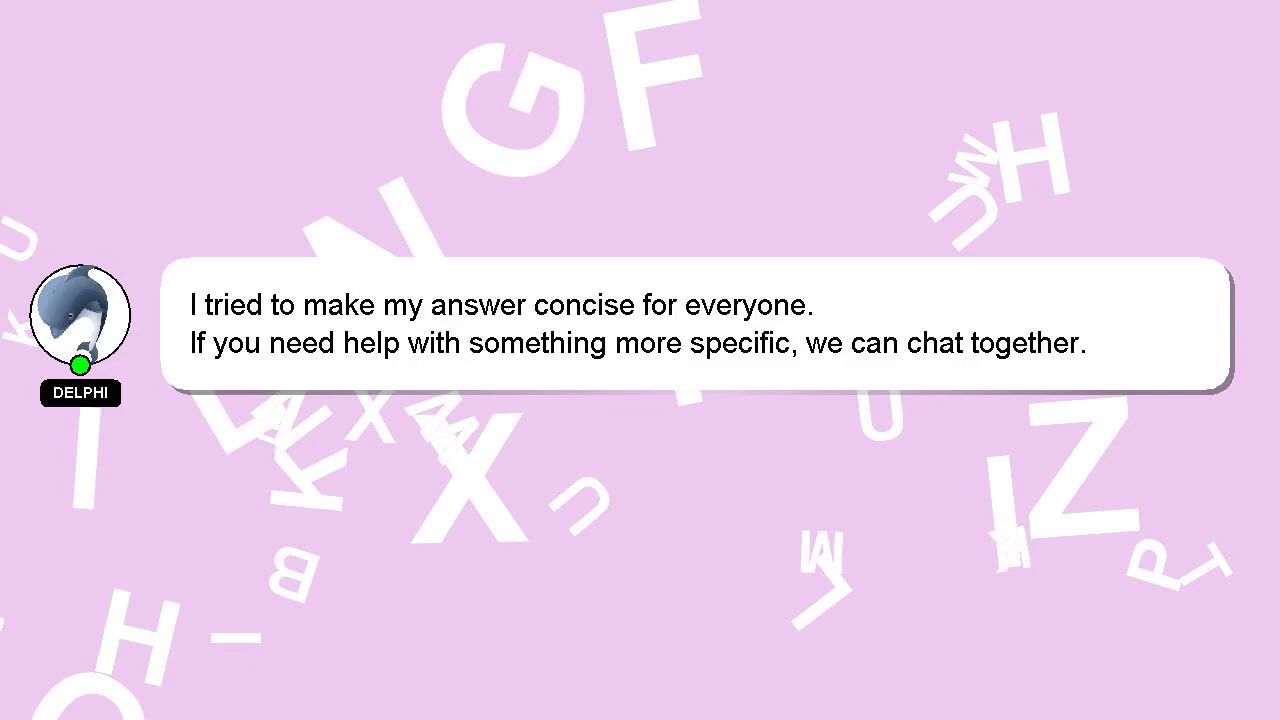 I tried to make my answer concise for everyone.
If you need help with something more specific, we can chat together.
DELPHI